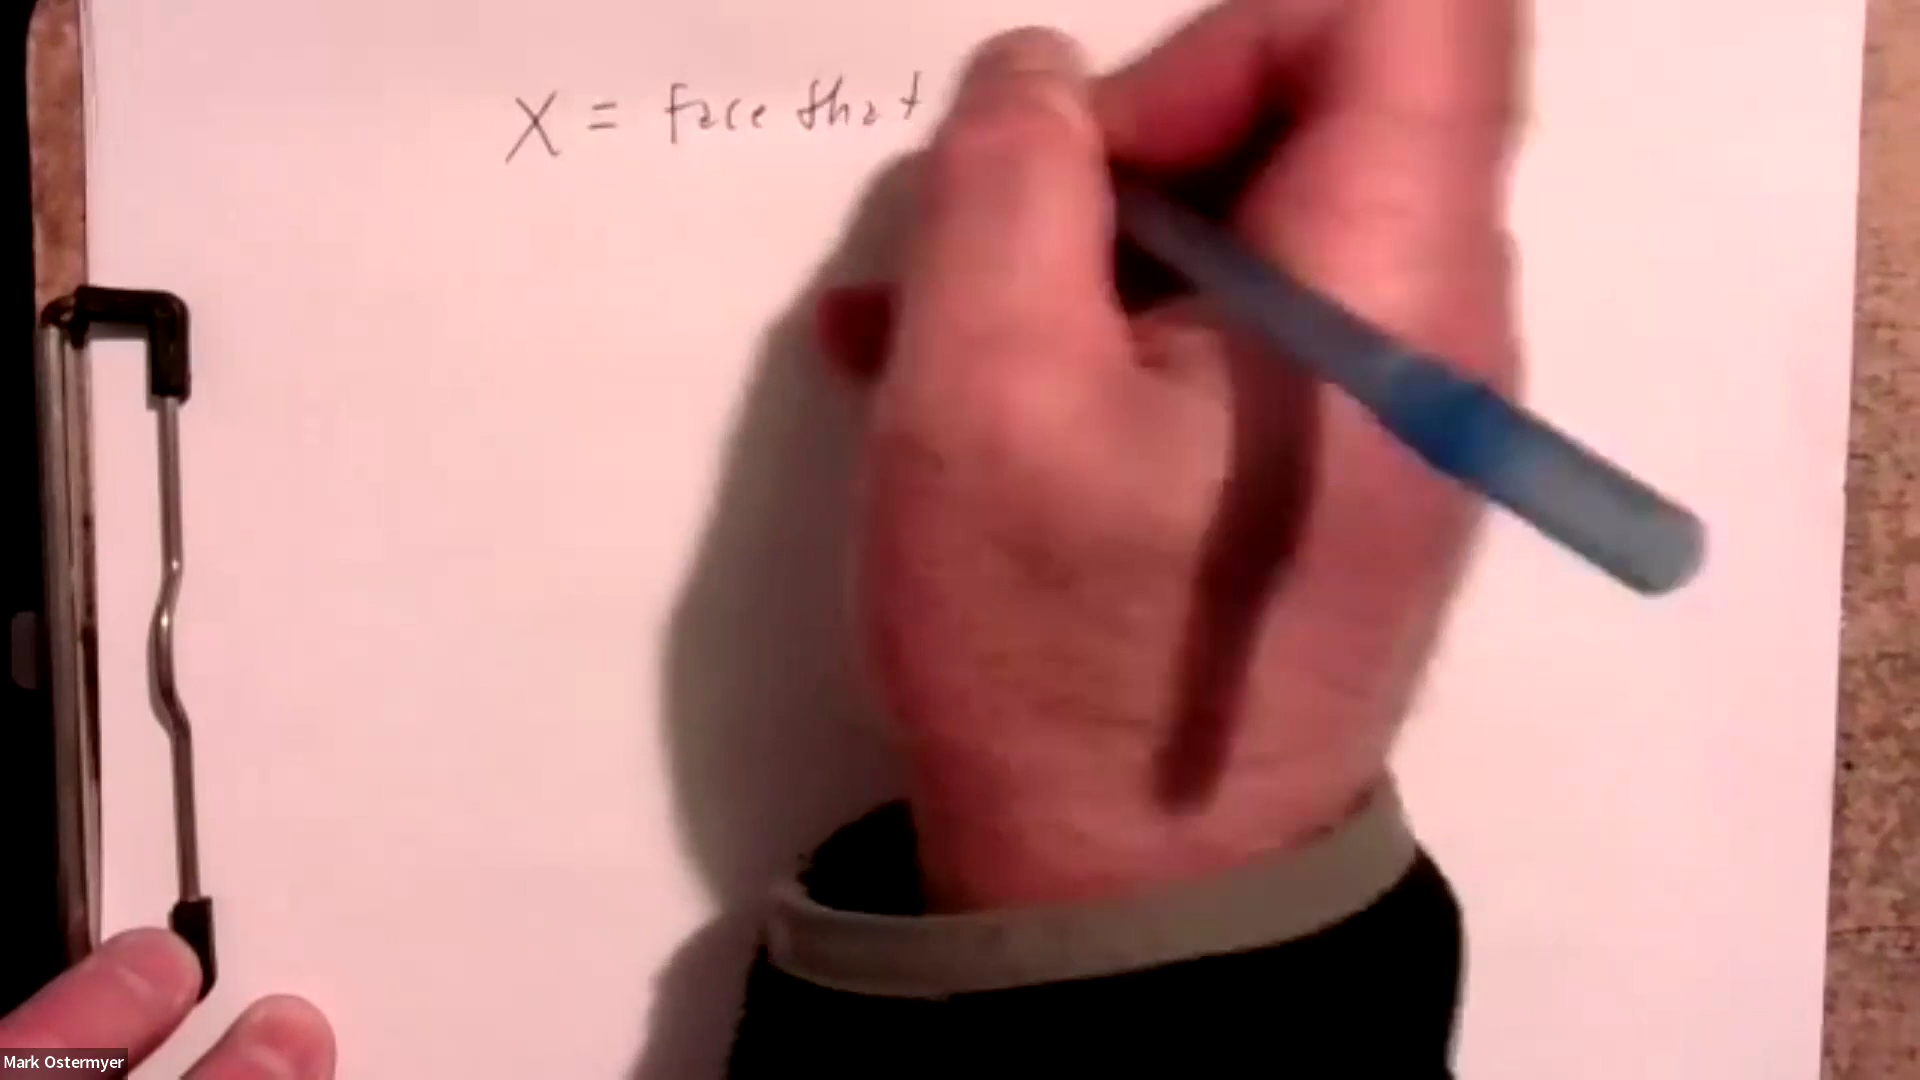 X = face that
Mark Ostermyer